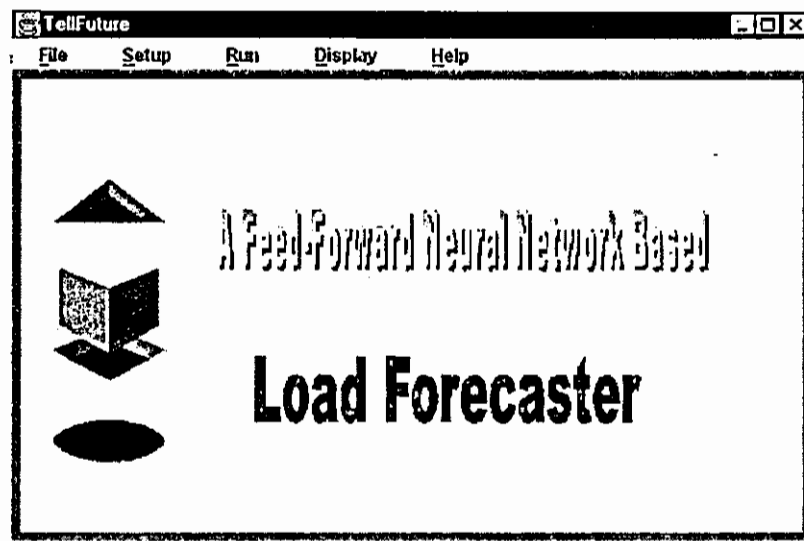 TellFuture
File Setup Run Display Help
A Feed-Forward Neural Network Based
Load Forecaster